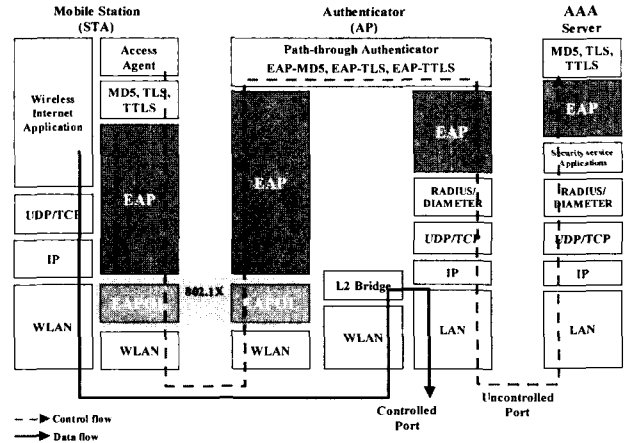 Mobile Station
(STA)
Authenticator
(AP)
AAA
Server
Wireless
Internet
Application
UDP/TCP
IP
WLAN
Access
Agent
MD5, TLS,
TTLS
EAP
EAPOL
WLAN
802.1X
Path-through Authenticator
EAP-MD5, EAP-TLS, EAP-TTLS
EAP
EAPOL
WLAN
L2 Bridge
WLAN
EAP
RADIUS/
DIAMETER
UDP/TCP
IP
LAN
MD5, TLS,
TTLS
EAP
Security service
Applications
RADIUS/
DIAMETER
UDP/TCP
IP
LAN
Controlled
Port
Uncontrolled
Port
Control flow
Data flow